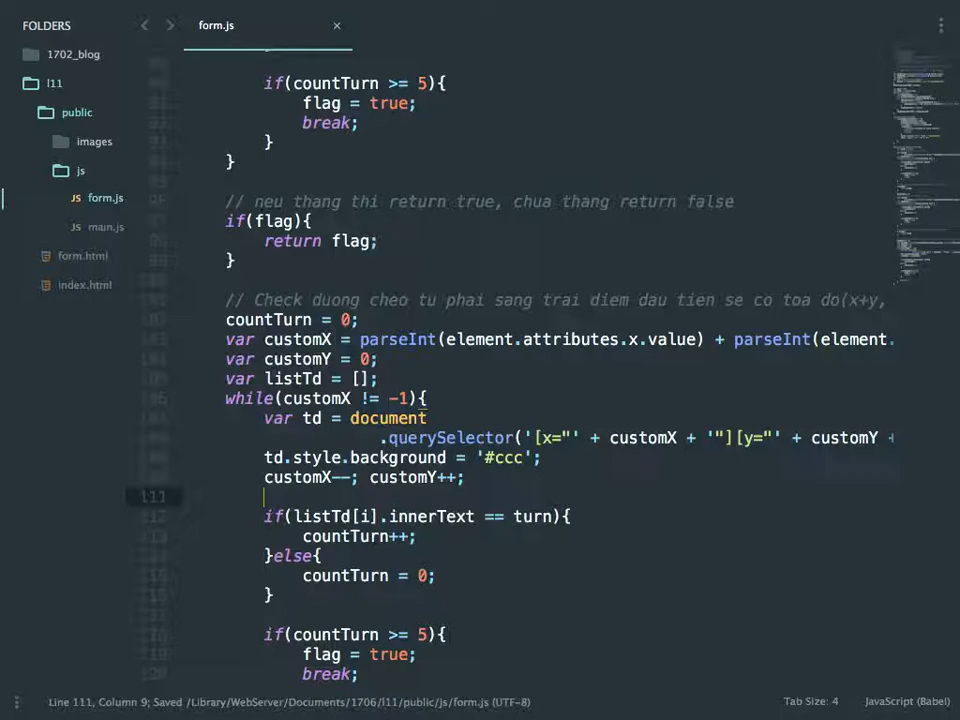 FOLDERS
form.js
×
1702_blog
l11
public
images
js
JS form.js
JS main.js
form.html
index.html
if(countTurn >= 5){
flag = true;
break;
}
}
// neu thang thi return true, chua thang return false
if(flag){
return flag;
}
// Check duong cheo tu phai sang trai diem dau tien se co toa do(x+y,
countTurn = 0;
var customX = parseInt(element.attributes.x.value) + parseInt(element.
var customY = 0;
var listTd = [];
while(customX != -1){
var td = document
.querySelector('[x="' + customX + '"][y="' + customY +
td.style.background = '#ccc';
customX--; customY++;
111
if(listTd[i].innerText == turn){
countTurn++;
}else{
countTurn = 0;
}
if(countTurn >= 5){
flag = true;
break;
Line 111, Column 9; Saved /Library/WebServer/Documents/1706/l11/public/js/form.js (UTF-8)
Tab Size: 4
JavaScript (Babel)